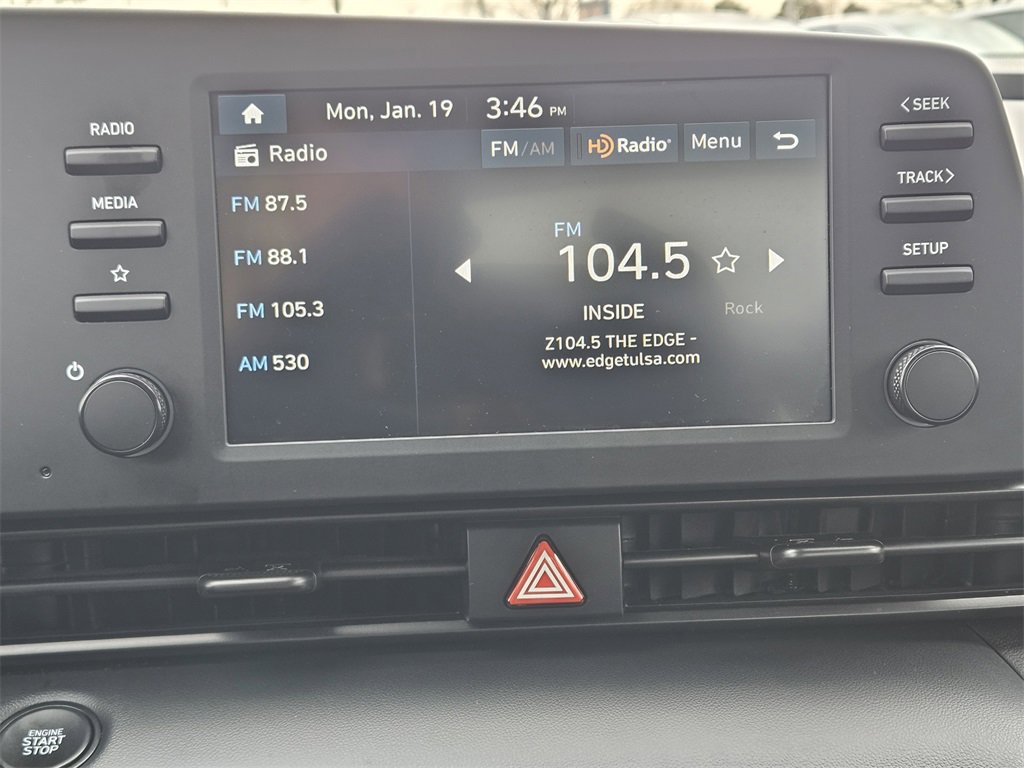 Mon, Jan. 19 3:46 PM
Radio
FM/AM
HD Radio®
Menu
FM 87.5
FM 88.1
FM 105.3
AM 530
FM
104.5
INSIDE
Rock
Z104.5 THE EDGE -
www.edgetulsa.com
RADIO
MEDIA
<SEEK
TRACK>
SETUP
ENGINE
START
STOP